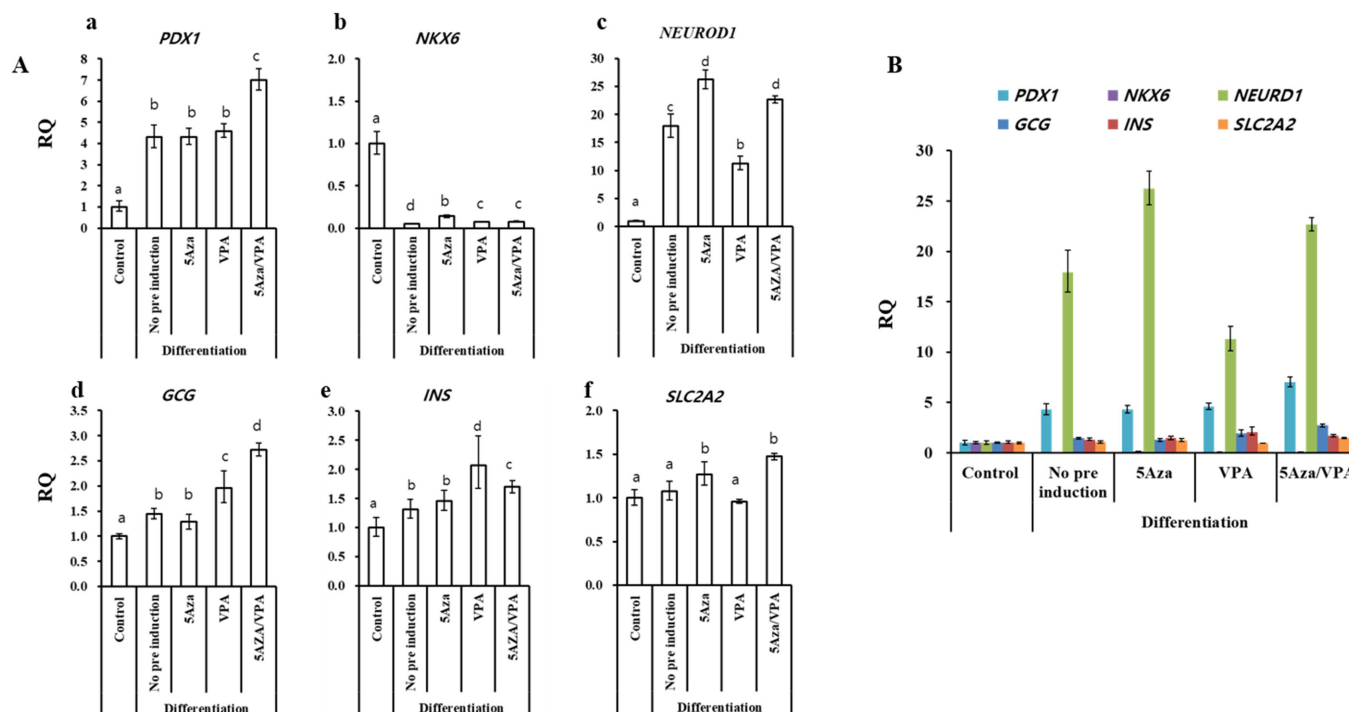 A
a
PDX1
RQ
8
7
6
5
4
3
2
1
0
a
b
b
b
c
Control
No pre induction
5Aza
VPA
5Aza/VPA
Differentiation
b
NKX6
2.0
1.5
1.0
0.5
0.0
a
d
b
c
c
Control
No pre induction
5Aza
VPA
5Aza/VPA
Differentiation
c
NEUROD1
30
25
20
15
10
5
0
a
c
d
b
d
Control
No pre induction
5Aza
VPA
5AZA/VPA
Differentiation
d
GCG
RQ
3.5
3.0
2.5
2.0
1.5
1.0
0.5
0.0
a
b
b
c
d
Control
No pre induction
5Aza
VPA
5AZA/VPA
Differentiation
e
INS
3.0
2.5
2.0
1.5
1.0
0.5
0.0
a
b
b
d
c
Control
No pre induction
5Aza
VPA
5AZA/VPA
Differentiation
f
SLC2A2
2.0
1.5
1.0
0.5
0.0
a
a
b
a
b
Control
No pre induction
5Aza
VPA
5Aza/VPA
Differentiation
B
PDX1 NKX6 NEURD1
GCG INS SLC2A2
RQ
30
25
20
15
10
5
0
Control No pre 5Aza VPA 5Aza/VPA
induction
Differentiation